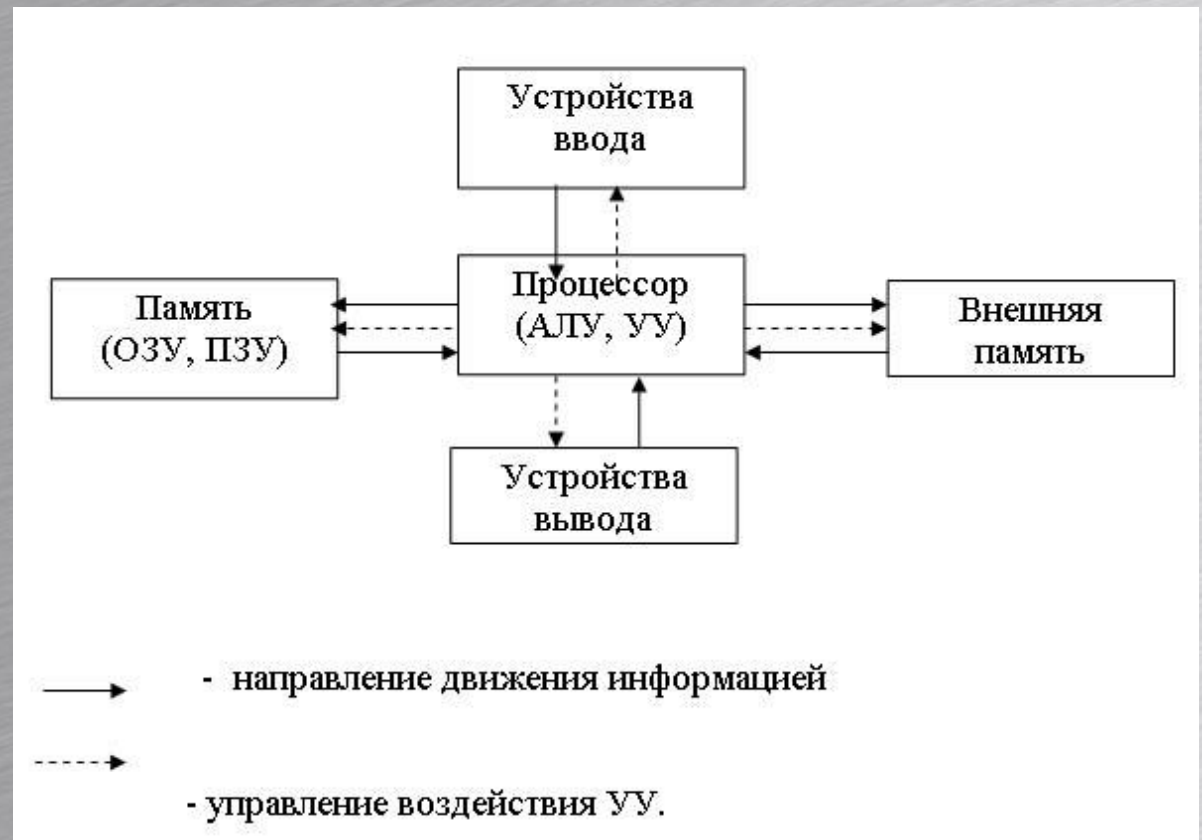 Устройства
ввода
Процессор
(АЛУ, УУ)
Память
(ОЗУ, ПЗУ)
Внешняя
память
Устройства
вывода
- направление движения информацией
- управление воздействия УУ.